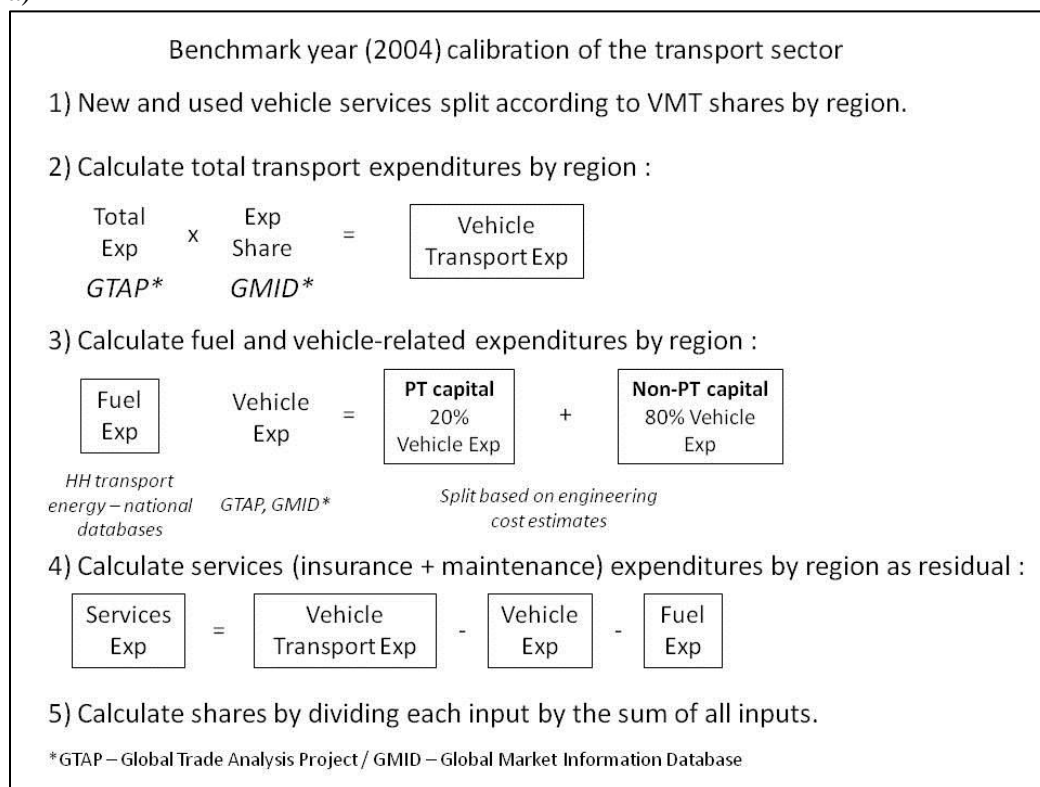 Benchmark year (2004) calibration of the transport sector
1) New and used vehicle services split according to VMT shares by region.
2) Calculate total transport expenditures by region :
Total Exp x Exp Share = Vehicle Transport Exp
GTAP* GMID*
3) Calculate fuel and vehicle-related expenditures by region :
Fuel Exp
Vehicle Exp = PT capital 20% Vehicle Exp + Non-PT capital 80% Vehicle Exp
HH transport energy – national databases
GTAP, GMID*
Split based on engineering cost estimates
4) Calculate services (insurance + maintenance) expenditures by region as residual :
Services Exp = Vehicle Transport Exp - Vehicle Exp - Fuel Exp
5) Calculate shares by dividing each input by the sum of all inputs.
*GTAP – Global Trade Analysis Project / GMID – Global Market Information Database